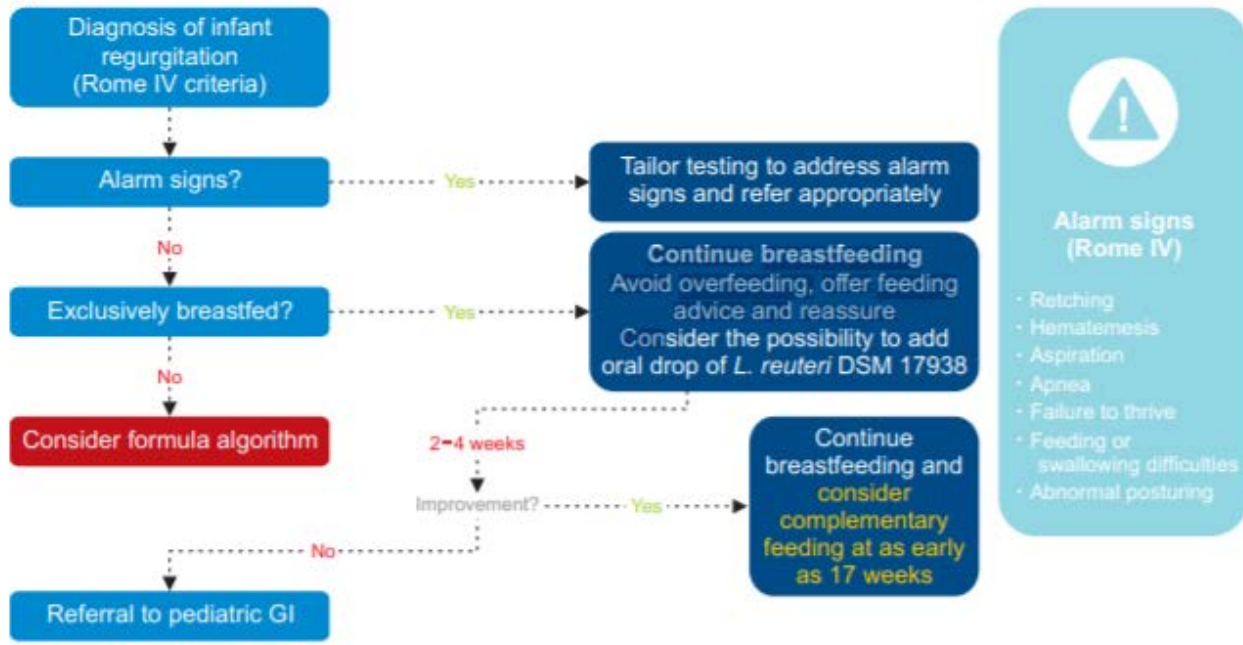 Diagnosis of infant
regurgitation
(Rome IV criteria)
Alarm signs?
Yes
Tailor testing to address alarm
signs and refer appropriately
No
Exclusively breastfed?
Yes
Continue breastfeeding
Avoid overfeeding, offer feeding
advice and reassure
Consider the possibility to add
oral drop of L. reuteri DSM 17938
No
Consider formula algorithm
2–4 weeks
Improvement?
Yes
Continue
breastfeeding and
consider
complementary
feeding at as early
as 17 weeks
No
Referral to pediatric GI
!
Alarm signs
(Rome IV)
· Retching
· Hematemesis
· Aspiration
· Apnea
· Failure to thrive
· Feeding or
swallowing difficulties
· Abnormal posturing